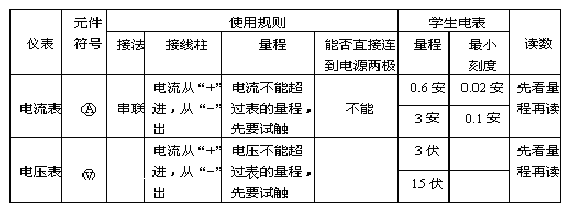 仪表 元件符号 使用规则 学生电表 读数
接法 接线柱 量程 能否直接连到电源两极 量程 最小刻度
电流表 Ⓐ 串联 电流从“+”进，从“-”出 电流不能超过表的量程，先要试触 不能 0.6安 0.02安 先看量程再读
3安 0.1安
电压表 Ⓥ 电流从“+”进，从“-”出 电压不能超过表的量程，先要试触 3伏 先看量程再读
15伏